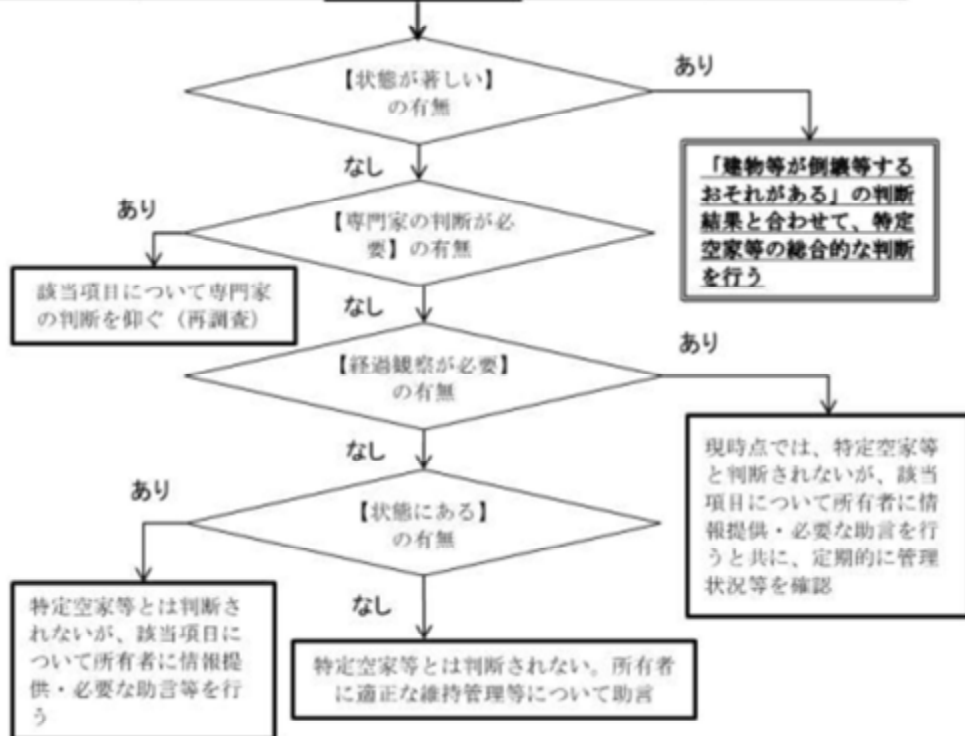 【状態が著しい】
の有無
あり
「建物等が倒壊等する
おそれがある」の判断
結果と合わせて、特定
空家等の総合的な判断
を行う
なし
【専門家の判断が必
要】の有無
あり
該当項目について専門家
の判断を仰ぐ（再調査）
なし
【経過観察が必要】
の有無
あり
現時点では、特定空家等
と判断されないが、該当
項目について所有者に情
報提供・必要な助言を行
うと共に、定期的に管理
状況等を確認
なし
【状態にある】
の有無
あり
特定空家等とは判断さ
れないが、該当項目に
ついて所有者に情報提
供・必要な助言等を行
う
なし
特定空家等とは判断されない。所有者
に適正な維持管理等について助言